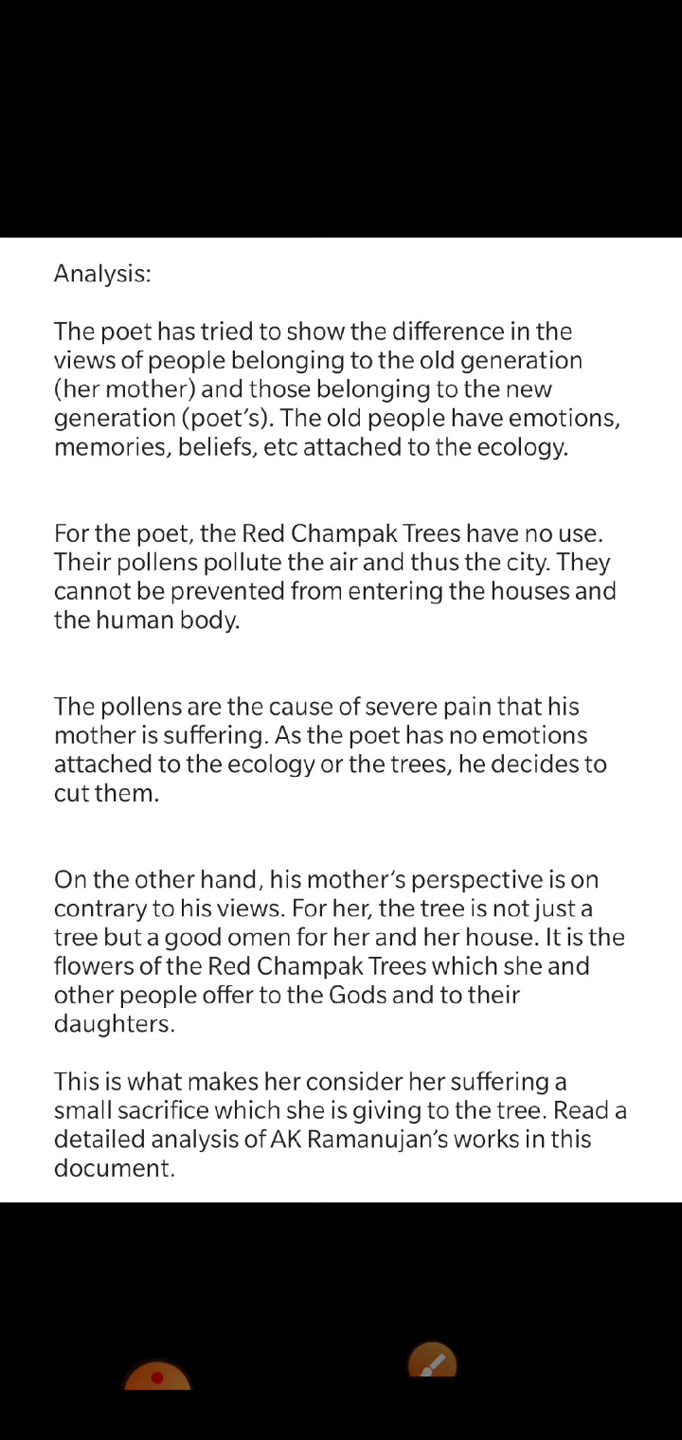 Analysis:
The poet has tried to show the difference in the
views of people belonging to the old generation
(her mother) and those belonging to the new
generation (poet’s). The old people have emotions,
memories, beliefs, etc attached to the ecology.
For the poet, the Red Champak Trees have no use.
Their pollens pollute the air and thus the city. They
cannot be prevented from entering the houses and
the human body.
The pollens are the cause of severe pain that his
mother is suffering. As the poet has no emotions
attached to the ecology or the trees, he decides to
cut them.
On the other hand, his mother’s perspective is on
contrary to his views. For her, the tree is not just a
tree but a good omen for her and her house. It is the
flowers of the Red Champak Trees which she and
other people offer to the Gods and to their
daughters.
This is what makes her consider her suffering a
small sacrifice which she is giving to the tree. Read a
detailed analysis of AK Ramanujan’s works in this
document.